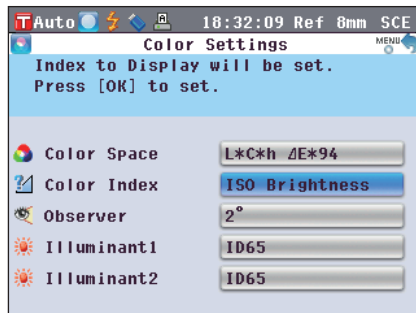 T Auto 18:32:09 Ref 8mm SCE
Color Settings MENU
Index to Display will be set.
Press [OK] to set.
Color Space L*C*h ΔE*94
Color Index ISO Brightness
Observer 2°
Illuminant1 ID65
Illuminant2 ID65